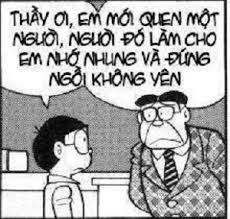 THẦY ƠI, EM MỚI QUEN MỘT
NGƯỜI, NGƯỜI ĐÓ LÀM CHO
EM NHỚ NHUNG VÀ ĐỨNG
NGỒI KHÔNG YÊN